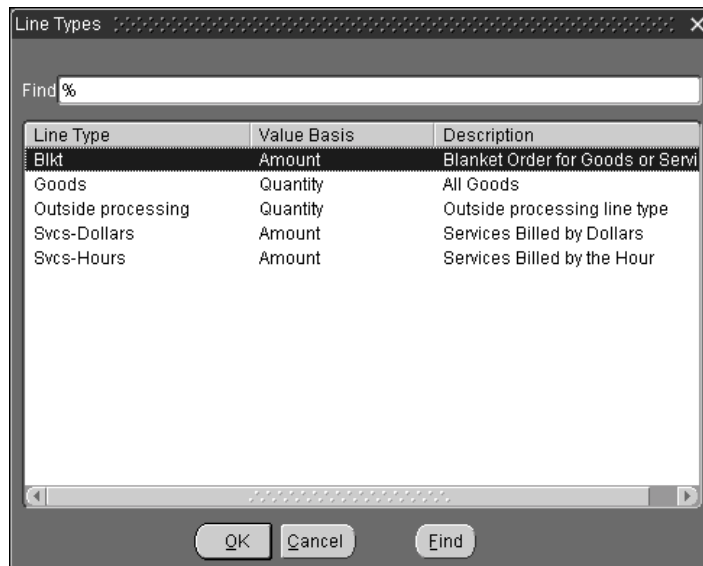 Line Types
Find %
Line Type Value Basis Description
Blkt Amount Blanket Order for Goods or Servi
Goods Quantity All Goods
Outside processing Quantity Outside processing line type
Svcs-Dollars Amount Services Billed by Dollars
Svcs-Hours Amount Services Billed by the Hour
OK Cancel Find